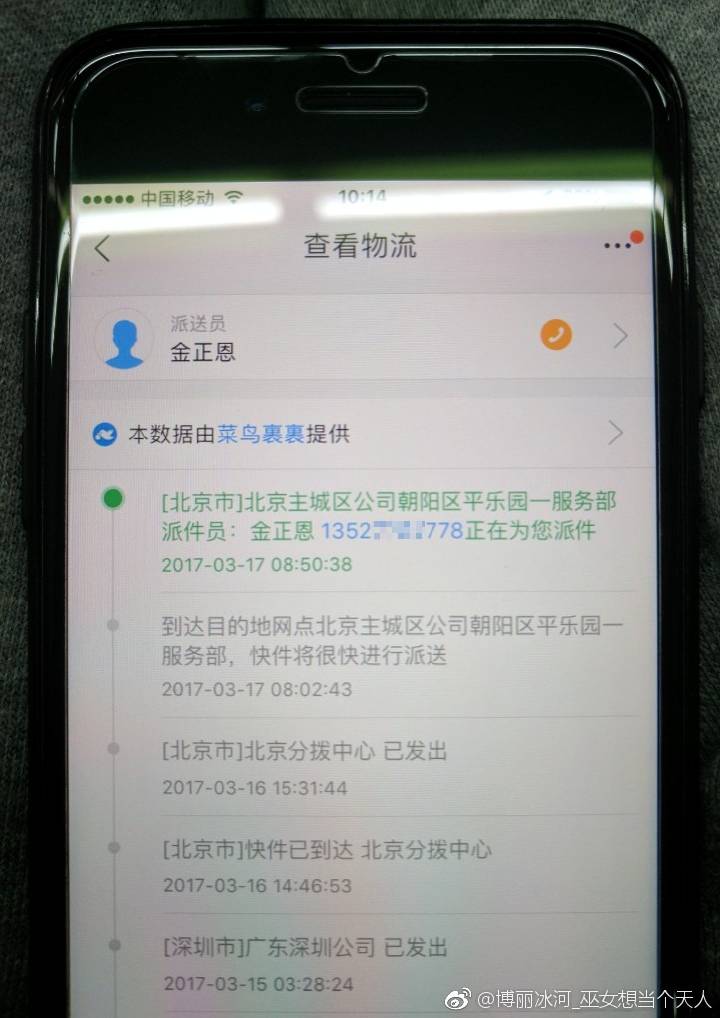 中国移动
10:14
查看物流
派送员
金正恩
本数据由菜鸟裹裹提供
[北京市]北京主城区公司朝阳区平乐园一服务部
派件员：金正恩 1352 778正在为您派件
2017-03-17 08:50:38
到达目的地网点北京主城区公司朝阳区平乐园一
服务部，快件将很快进行派送
2017-03-17 08:02:43
[北京市]北京分拨中心 已发出
2017-03-16 15:31:44
[北京市]快件已到达 北京分拨中心
2017-03-16 14:46:53
[深圳市]广东深圳公司 已发出
2017-03-15 03:28:24
@博丽冰河_巫女想当个天人